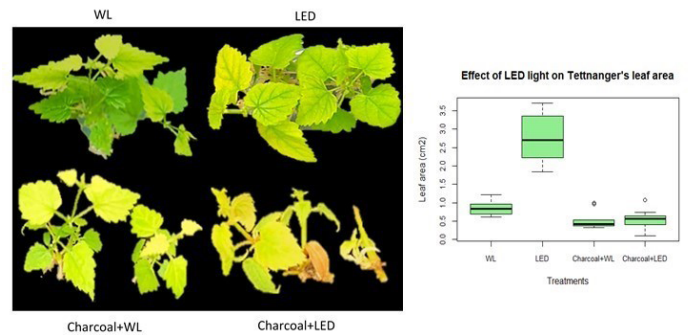 WL
LED
Charcoal+WL
Charcoal+LED
Effect of LED light on Tettnanger's leaf area
Leaf area (cm2)
3.5
3.0
2.5
2.0
1.5
1.0
0.5
0.0
WL
LED
Charcoal+WL
Charcoal+LED
Treatments